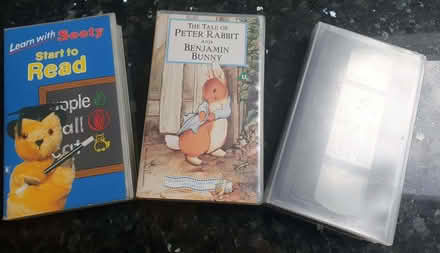 Learn with Sooty
Start to
Read
apple
ball
THE TALE OF
PETER RABBIT
AND
BENJAMIN
BUNNY
U